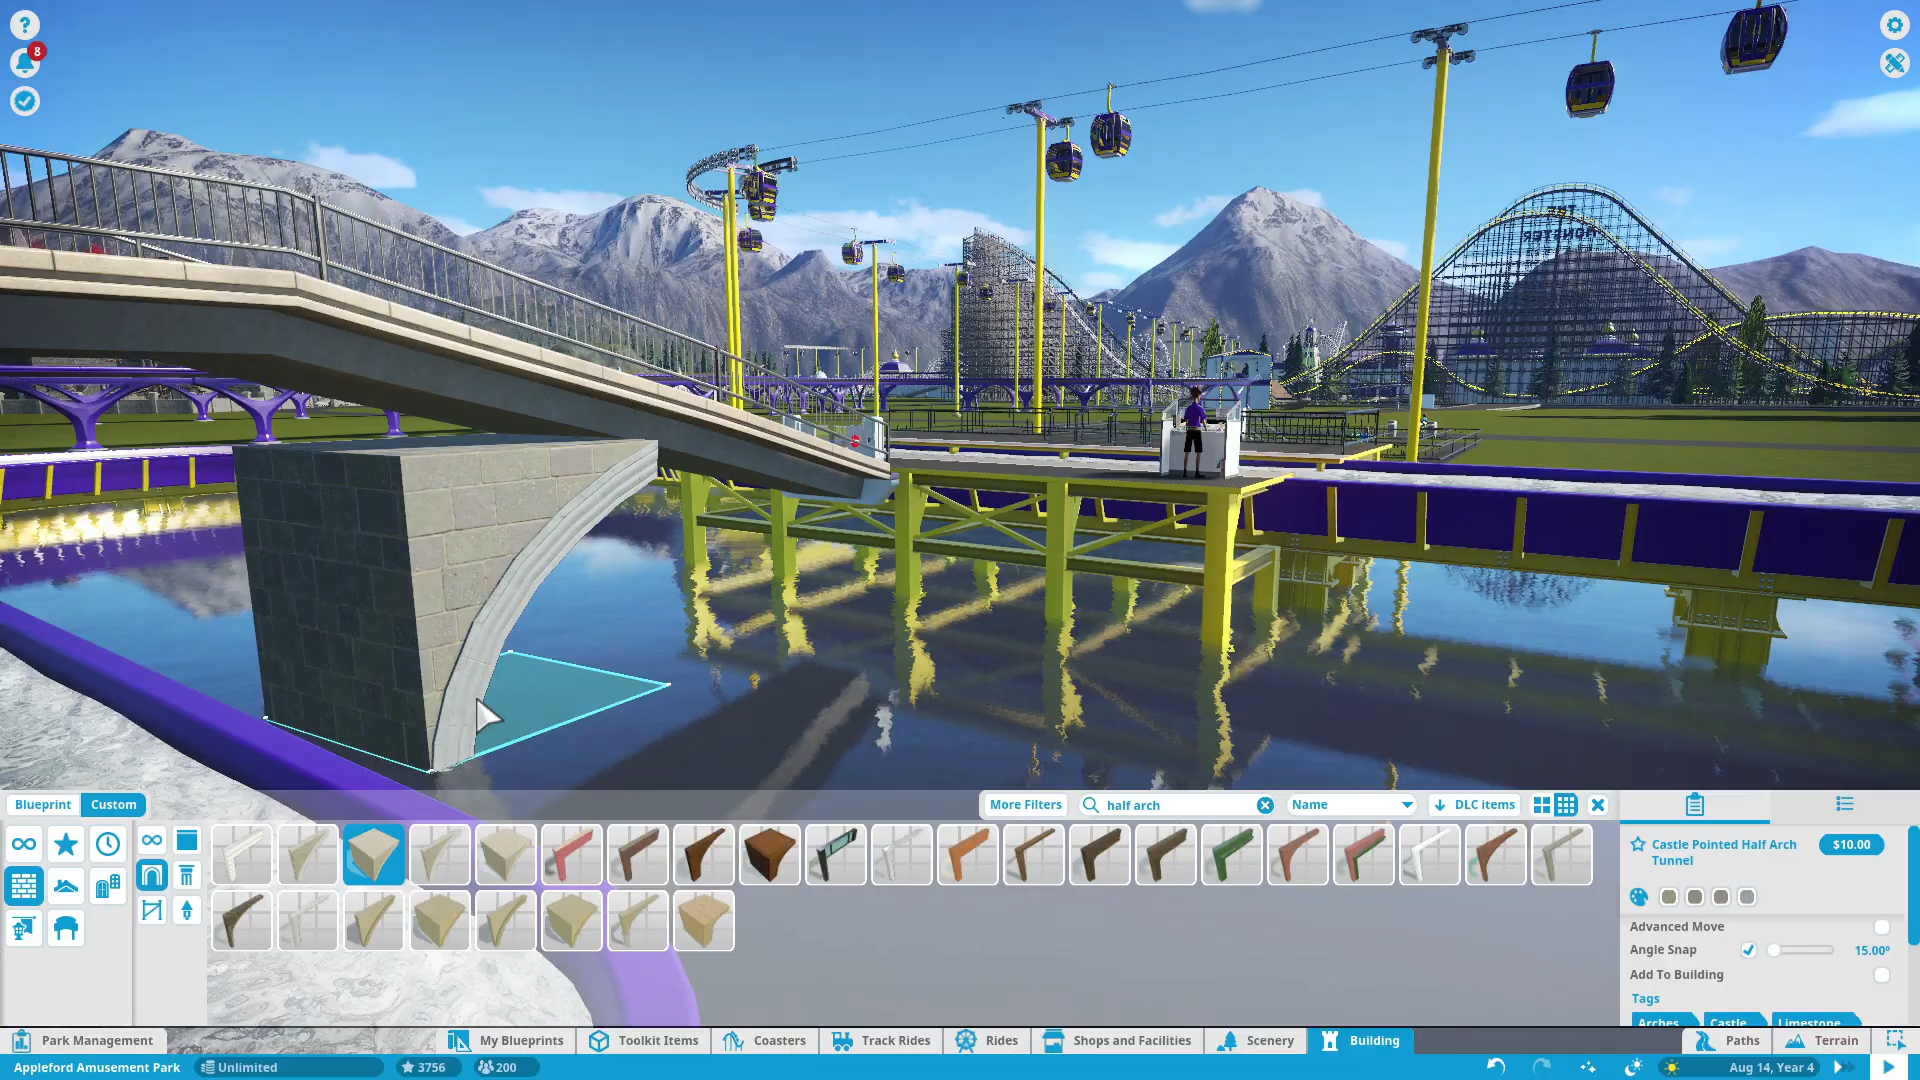 ?
8
THE
MONSTER
Blueprint
Custom
More Filters
half arch
Name
DLC items
Castle Pointed Half Arch
Tunnel
$10.00
Advanced Move
Angle Snap
15.00°
Add To Building
Tags
Arches
Castle
Limestone
Park Management
My Blueprints
Toolkit Items
Coasters
Track Rides
Rides
Shops and Facilities
Scenery
Building
Paths
Terrain
Appleford Amusement Park
Unlimited
3756
200
Aug 14, Year 4